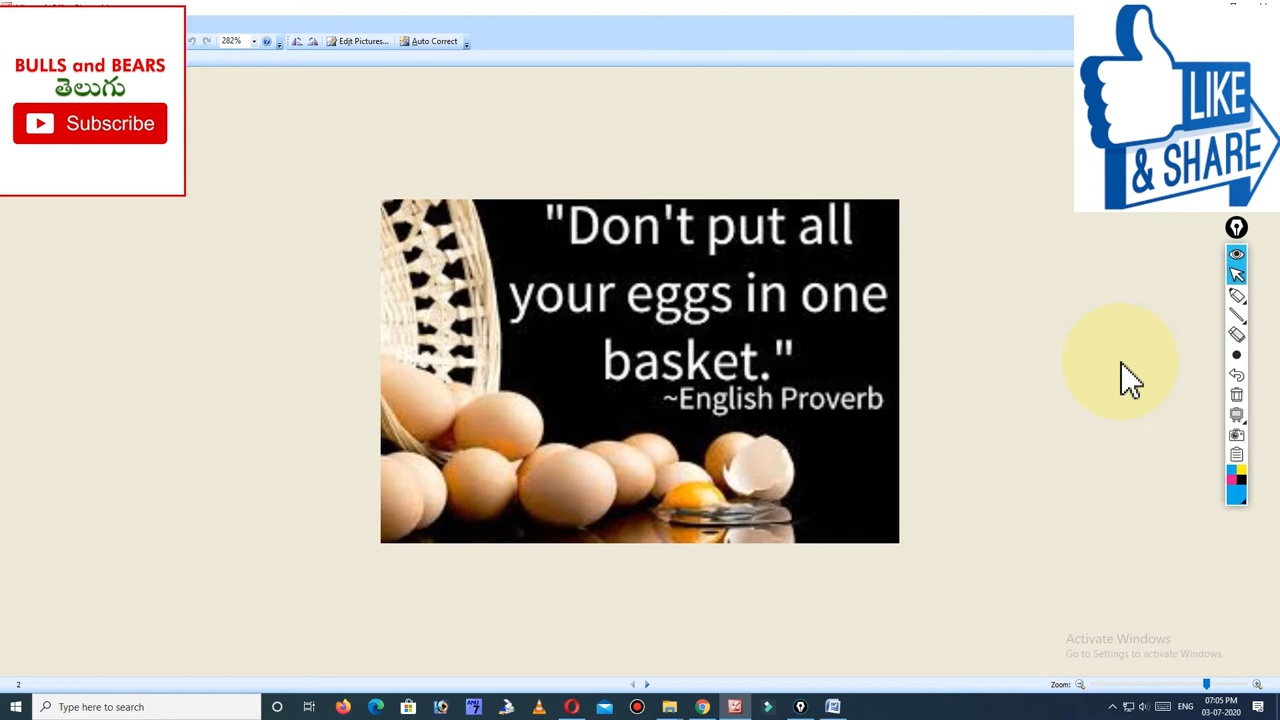 BULLS and BEARS
తెలుగు
Subscribe
282%
Edit Pictures...
Auto Correct
LIKE
& SHARE
"Don't put all
your eggs in one
basket."
~English Proverb
Activate Windows
Go to Settings to activate Windows.
2
Zoom:
Type here to search
ENG
07:05 PM
03-07-2020